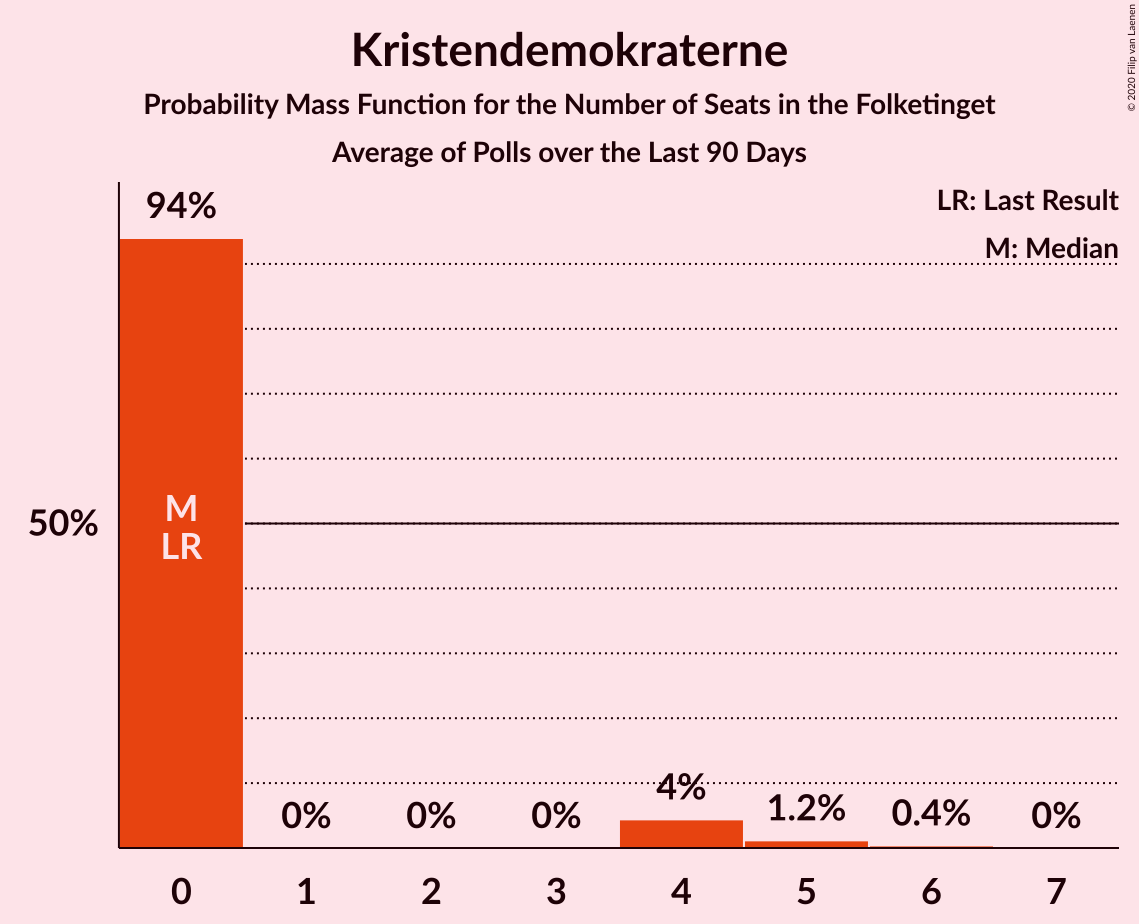 Kristendemokraterne
Probability Mass Function for the Number of Seats in the Folketinget
Average of Polls over the Last 90 Days
© 2020 Filip van Laenen
LR: Last Result
M: Median
94%
50%
M
LR
0%
0%
0%
4%
1.2%
0.4%
0%
0
1
2
3
4
5
6
7